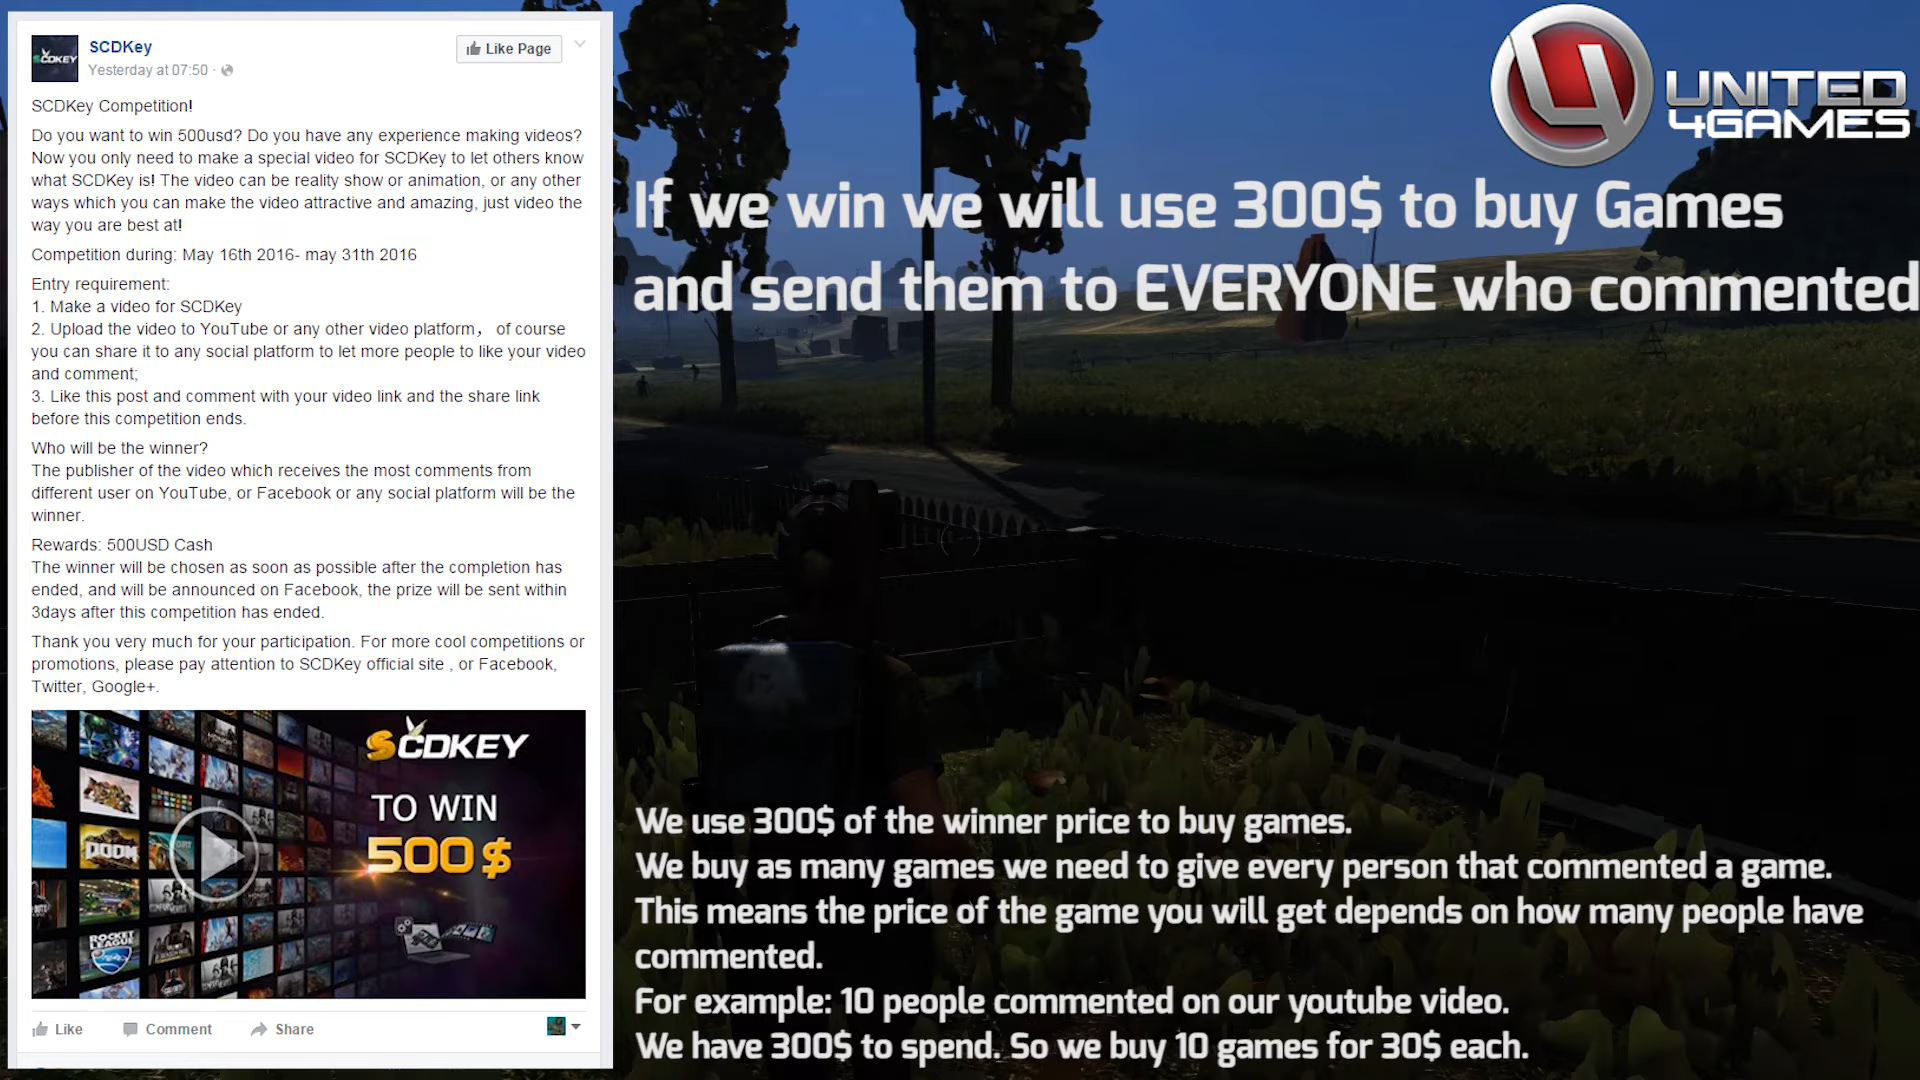 SCDKEY
SCDKey
Like Page
Yesterday at 07:50 ·
SCDKey Competition!
Do you want to win 500usd? Do you have any experience making videos?
Now you only need to make a special video for SCDKey to let others know
what SCDKey is! The video can be reality show or animation, or any other
ways which you can make the video attractive and amazing, just video the
way you are best at!
Competition during: May 16th 2016- may 31th 2016
Entry requirement:
1. Make a video for SCDKey
2. Upload the video to YouTube or any other video platform， of course
you can share it to any social platform to let more people to like your video
and comment;
3. Like this post and comment with your video link and the share link
before this competition ends.
Who will be the winner?
The publisher of the video which receives the most comments from
different user on YouTube, or Facebook or any social platform will be the
winner.
Rewards: 500USD Cash
The winner will be chosen as soon as possible after the completion has
ended, and will be announced on Facebook, the prize will be sent within
3days after this competition has ended.
Thank you very much for your participation. For more cool competitions or
promotions, please pay attention to SCDKey official site , or Facebook,
Twitter, Google+.
SCDKEY
TO WIN
500 $
DOOM
ROCKET
LEAGUE
Like
Comment
Share
UNITED
4GAMES
If we win we will use 300$ to buy Games
and send them to EVERYONE who commented
We use 300$ of the winner price to buy games.
We buy as many games we need to give every person that commented a game.
This means the price of the game you will get depends on how many people have
commented.
For example: 10 people commented on our youtube video.
We have 300$ to spend. So we buy 10 games for 30$ each.